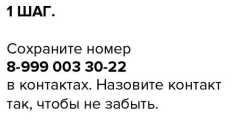 1 ШАГ.
Сохраните номер
8-999 003 30-22
в контактах. Назовите контакт
так, чтобы не забыть.